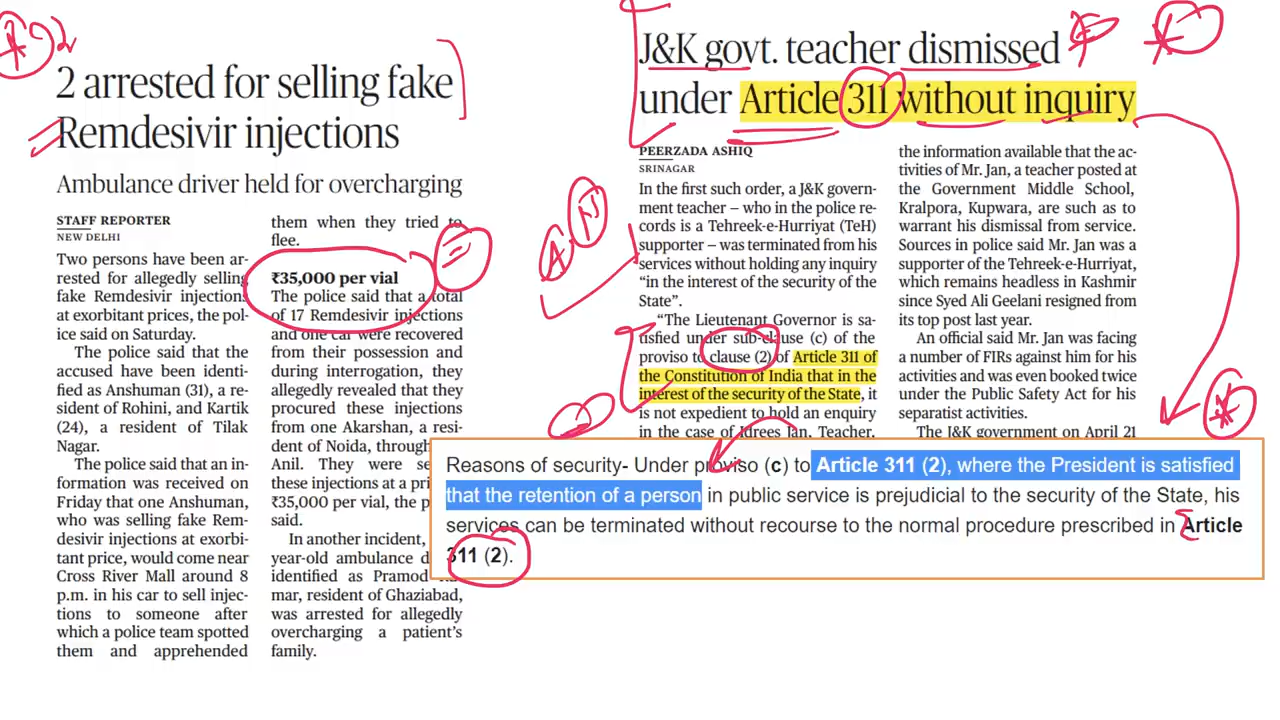 2 arrested for selling fake
Remdesivir injections
Ambulance driver held for overcharging
STAFF REPORTER
NEW DELHI
Two persons have been ar-
rested for allegedly selling
fake Remdesivir injections
at exorbitant prices, the pol-
ice said on Saturday.
The police said that the
accused have been identi-
fied as Anshuman (31), a re-
sident of Rohini, and Kartik
(24), a resident of Tilak
Nagar.
The police said that an in-
formation was received on
Friday that one Anshuman,
who was selling fake Rem-
desivir injections at exorbi-
tant price, would come near
Cross River Mall around 8
p.m. in his car to sell injec-
tions to someone after
which a police team spotted
them and apprehended
them when they tried to
flee.
₹35,000 per vial
The police said that a total
of 17 Remdesivir injections
and one car were recovered
from their possession and
during interrogation, they
allegedly revealed that they
procured these injections
from one Akarshan, a resi-
dent of Noida, through
Anil. They were se
these injections at a pri
₹35,000 per vial, the p
said.
In another incident,
year-old ambulance d
identified as Pramod
mar, resident of Ghaziabad,
was arrested for allegedly
overcharging a patient's
family.
J&K govt. teacher dismissed
under Article 311 without inquiry
PEERZADA ASHIQ
SRINAGAR
In the first such order, a J&K govern-
ment teacher – who in the police re-
cords is a Tehreek-e-Hurriyat (TeH)
supporter – was terminated from his
services without holding any inquiry
"in the interest of the security of the
State".
"The Lieutenant Governor is sa-
tisfied under sub-clause (c) of the
proviso to clause (2) of Article 311 of
the Constitution of India that in the
interest of the security of the State, it
is not expedient to hold an enquiry
in the case of Idrees Jan, Teacher,
the information available that the ac-
tivities of Mr. Jan, a teacher posted at
the Government Middle School,
Kralpora, Kupwara, are such as to
warrant his dismissal from service.
Sources in police said Mr. Jan was a
supporter of the Tehreek-e-Hurriyat,
which remains headless in Kashmir
since Syed Ali Geelani resigned from
its top post last year.
An official said Mr. Jan was facing
a number of FIRs against him for his
activities and was even booked twice
under the Public Safety Act for his
separatist activities.
The J&K government on April 21
Reasons of security- Under proviso (c) to Article 311 (2), where the President is satisfied
that the retention of a person in public service is prejudicial to the security of the State, his
services can be terminated without recourse to the normal procedure prescribed in Article
311 (2).